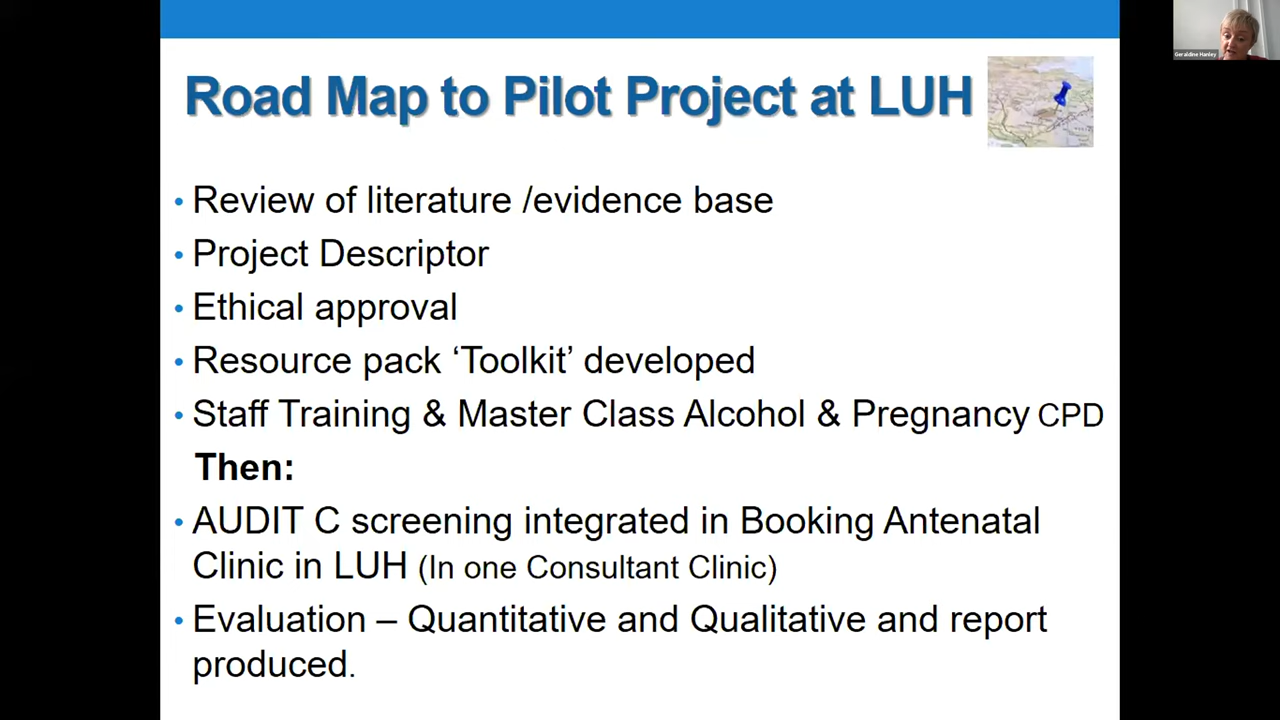 Road Map to Pilot Project at LUH
Geraldine Hanley
• Review of literature /evidence base
• Project Descriptor
• Ethical approval
• Resource pack ‘Toolkit’ developed
• Staff Training & Master Class Alcohol & Pregnancy CPD
Then:
• AUDIT C screening integrated in Booking Antenatal
Clinic in LUH (In one Consultant Clinic)
• Evaluation – Quantitative and Qualitative and report
produced.